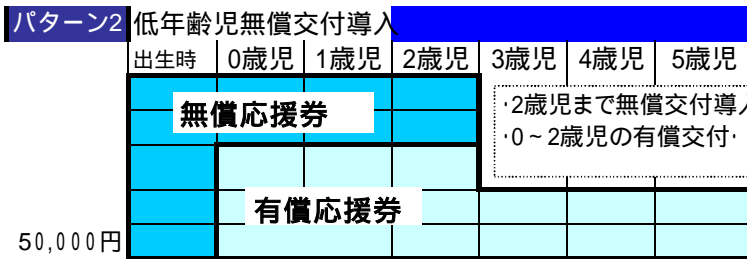 パターン2 低年齢児無償交付導入
出生時 0歳児 1歳児 2歳児 3歳児 4歳児 5歳児
・2歳児まで無償交付導入
無償応援券
・0~2歳児の有償交付・
有償応援券
50,000円